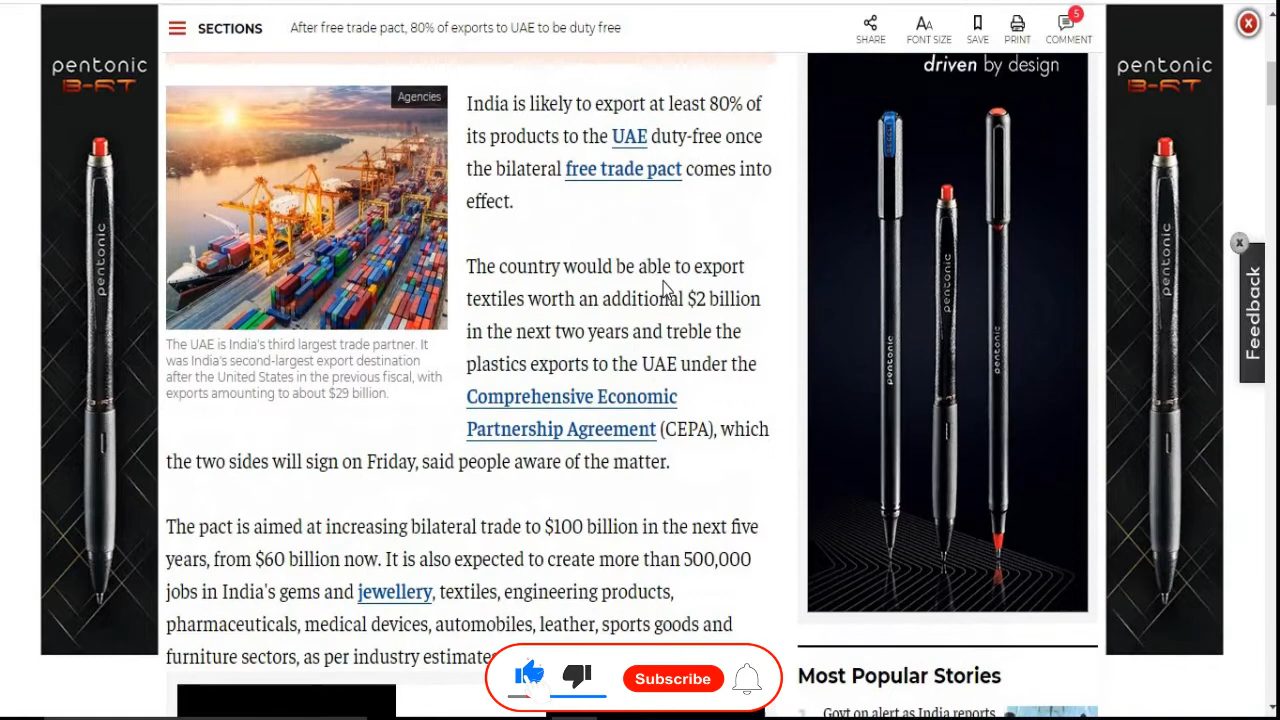 SECTIONS
After free trade pact, 80% of exports to UAE to be duty free
SHARE
FONT SIZE
SAVE
PRINT
5
COMMENT
pentonic
B-RT
pentonic
Agencies
The UAE is India's third largest trade partner. It
was India's second-largest export destination
after the United States in the previous fiscal, with
exports amounting to about $29 billion.
India is likely to export at least 80% of
its products to the UAE duty-free once
the bilateral free trade pact comes into
effect.
The country would be able to export
textiles worth an additional $2 billion
in the next two years and treble the
plastics exports to the UAE under the
Comprehensive Economic
Partnership Agreement (CEPA), which
the two sides will sign on Friday, said people aware of the matter.
The pact is aimed at increasing bilateral trade to $100 billion in the next five
years, from $60 billion now. It is also expected to create more than 500,000
jobs in India's gems and jewellery, textiles, engineering products,
pharmaceuticals, medical devices, automobiles, leather, sports goods and
furniture sectors, as per industry estimates
Subscribe
driven by design
pentonic
pentonic
pentonic
Most Popular Stories
1 Govt on alert as India reports
pentonic
B-RT
pentonic
x
x
Feedback